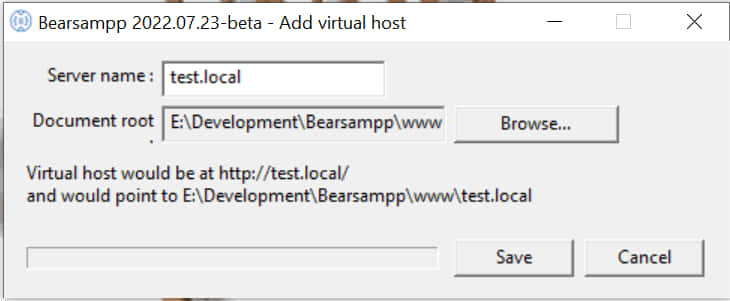 Bearsampp 2022.07.23-beta - Add virtual host
Server name :
test.local
Document root :
E:\Development\Bearsampp\www
Browse...
Virtual host would be at http://test.local/
and would point to E:\Development\Bearsampp\www\test.local
Save
Cancel